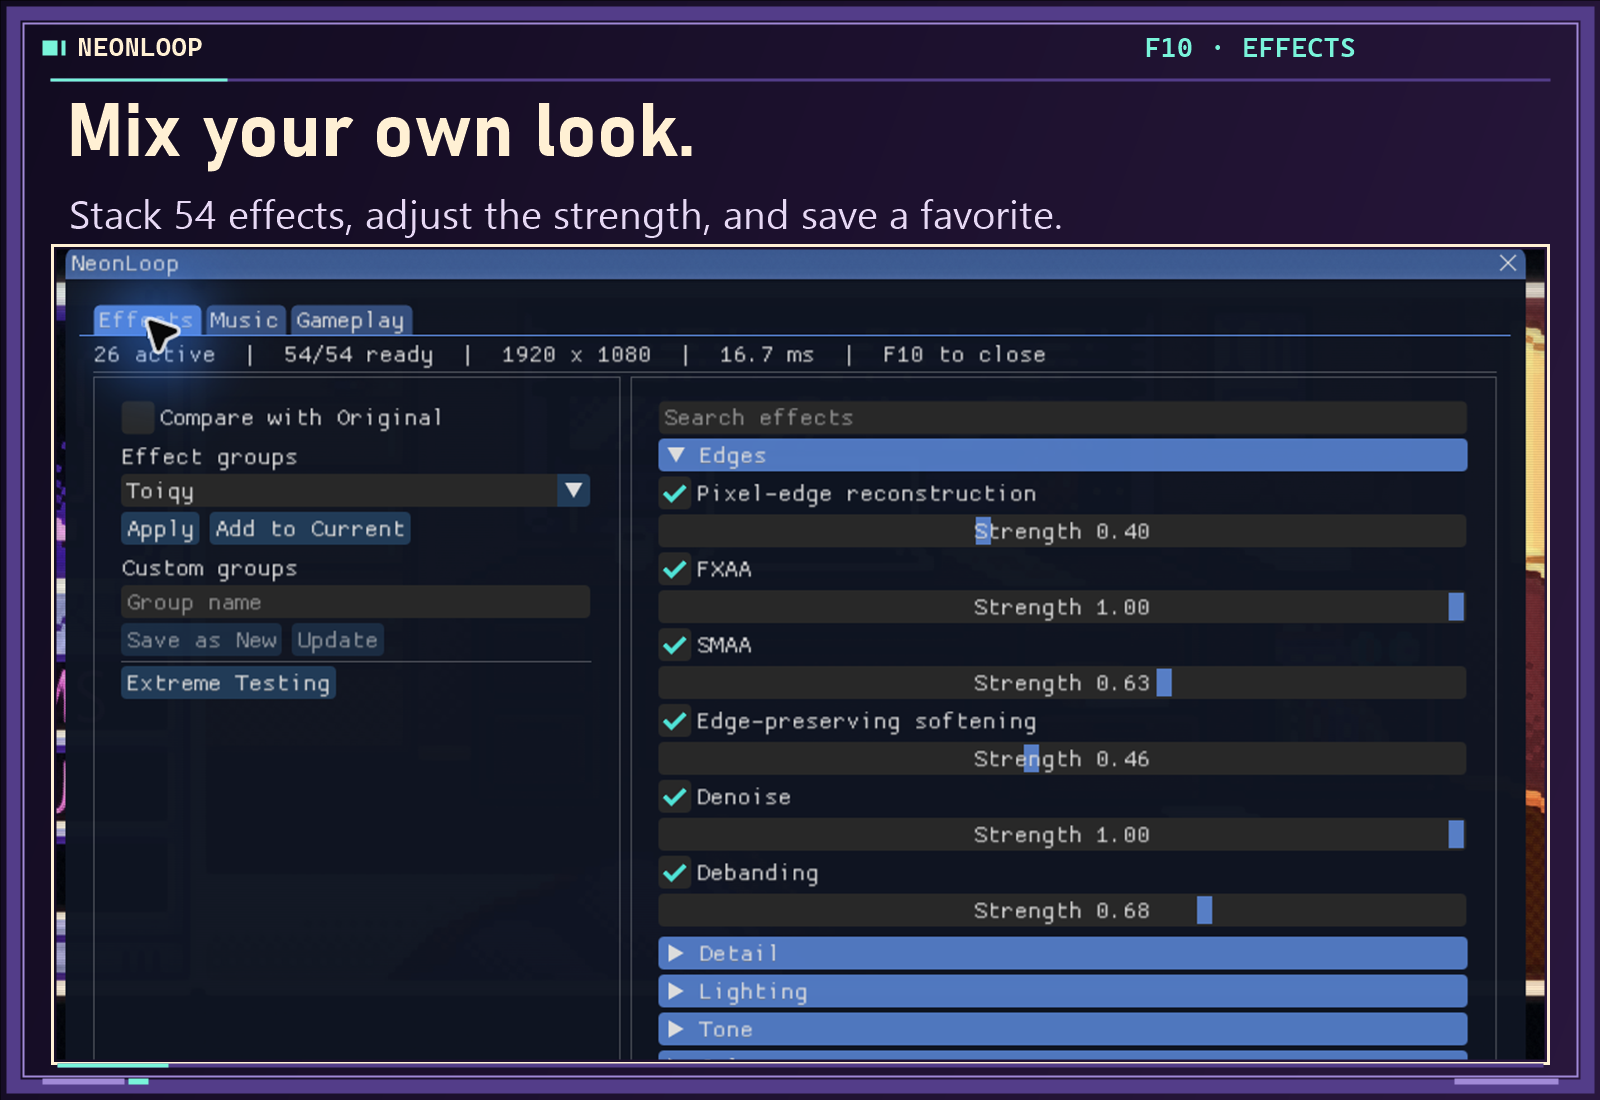 NEONLOOP
F10 · EFFECTS
Mix your own look.
Stack 54 effects, adjust the strength, and save a favorite.
NeonLoop
Effects Music Gameplay
26 active | 54/54 ready | 1920 x 1080 | 16.7 ms | F10 to close
Compare with Original
Effect groups
Toiqy
Apply Add to Current
Custom groups
Group name
Save as New Update
Extreme Testing
Search effects
Edges
Pixel-edge reconstruction
Strength 0.40
FXAA
Strength 1.00
SMAA
Strength 0.63
Edge-preserving softening
Strength 0.46
Denoise
Strength 1.00
Debanding
Strength 0.68
Detail
Lighting
Tone